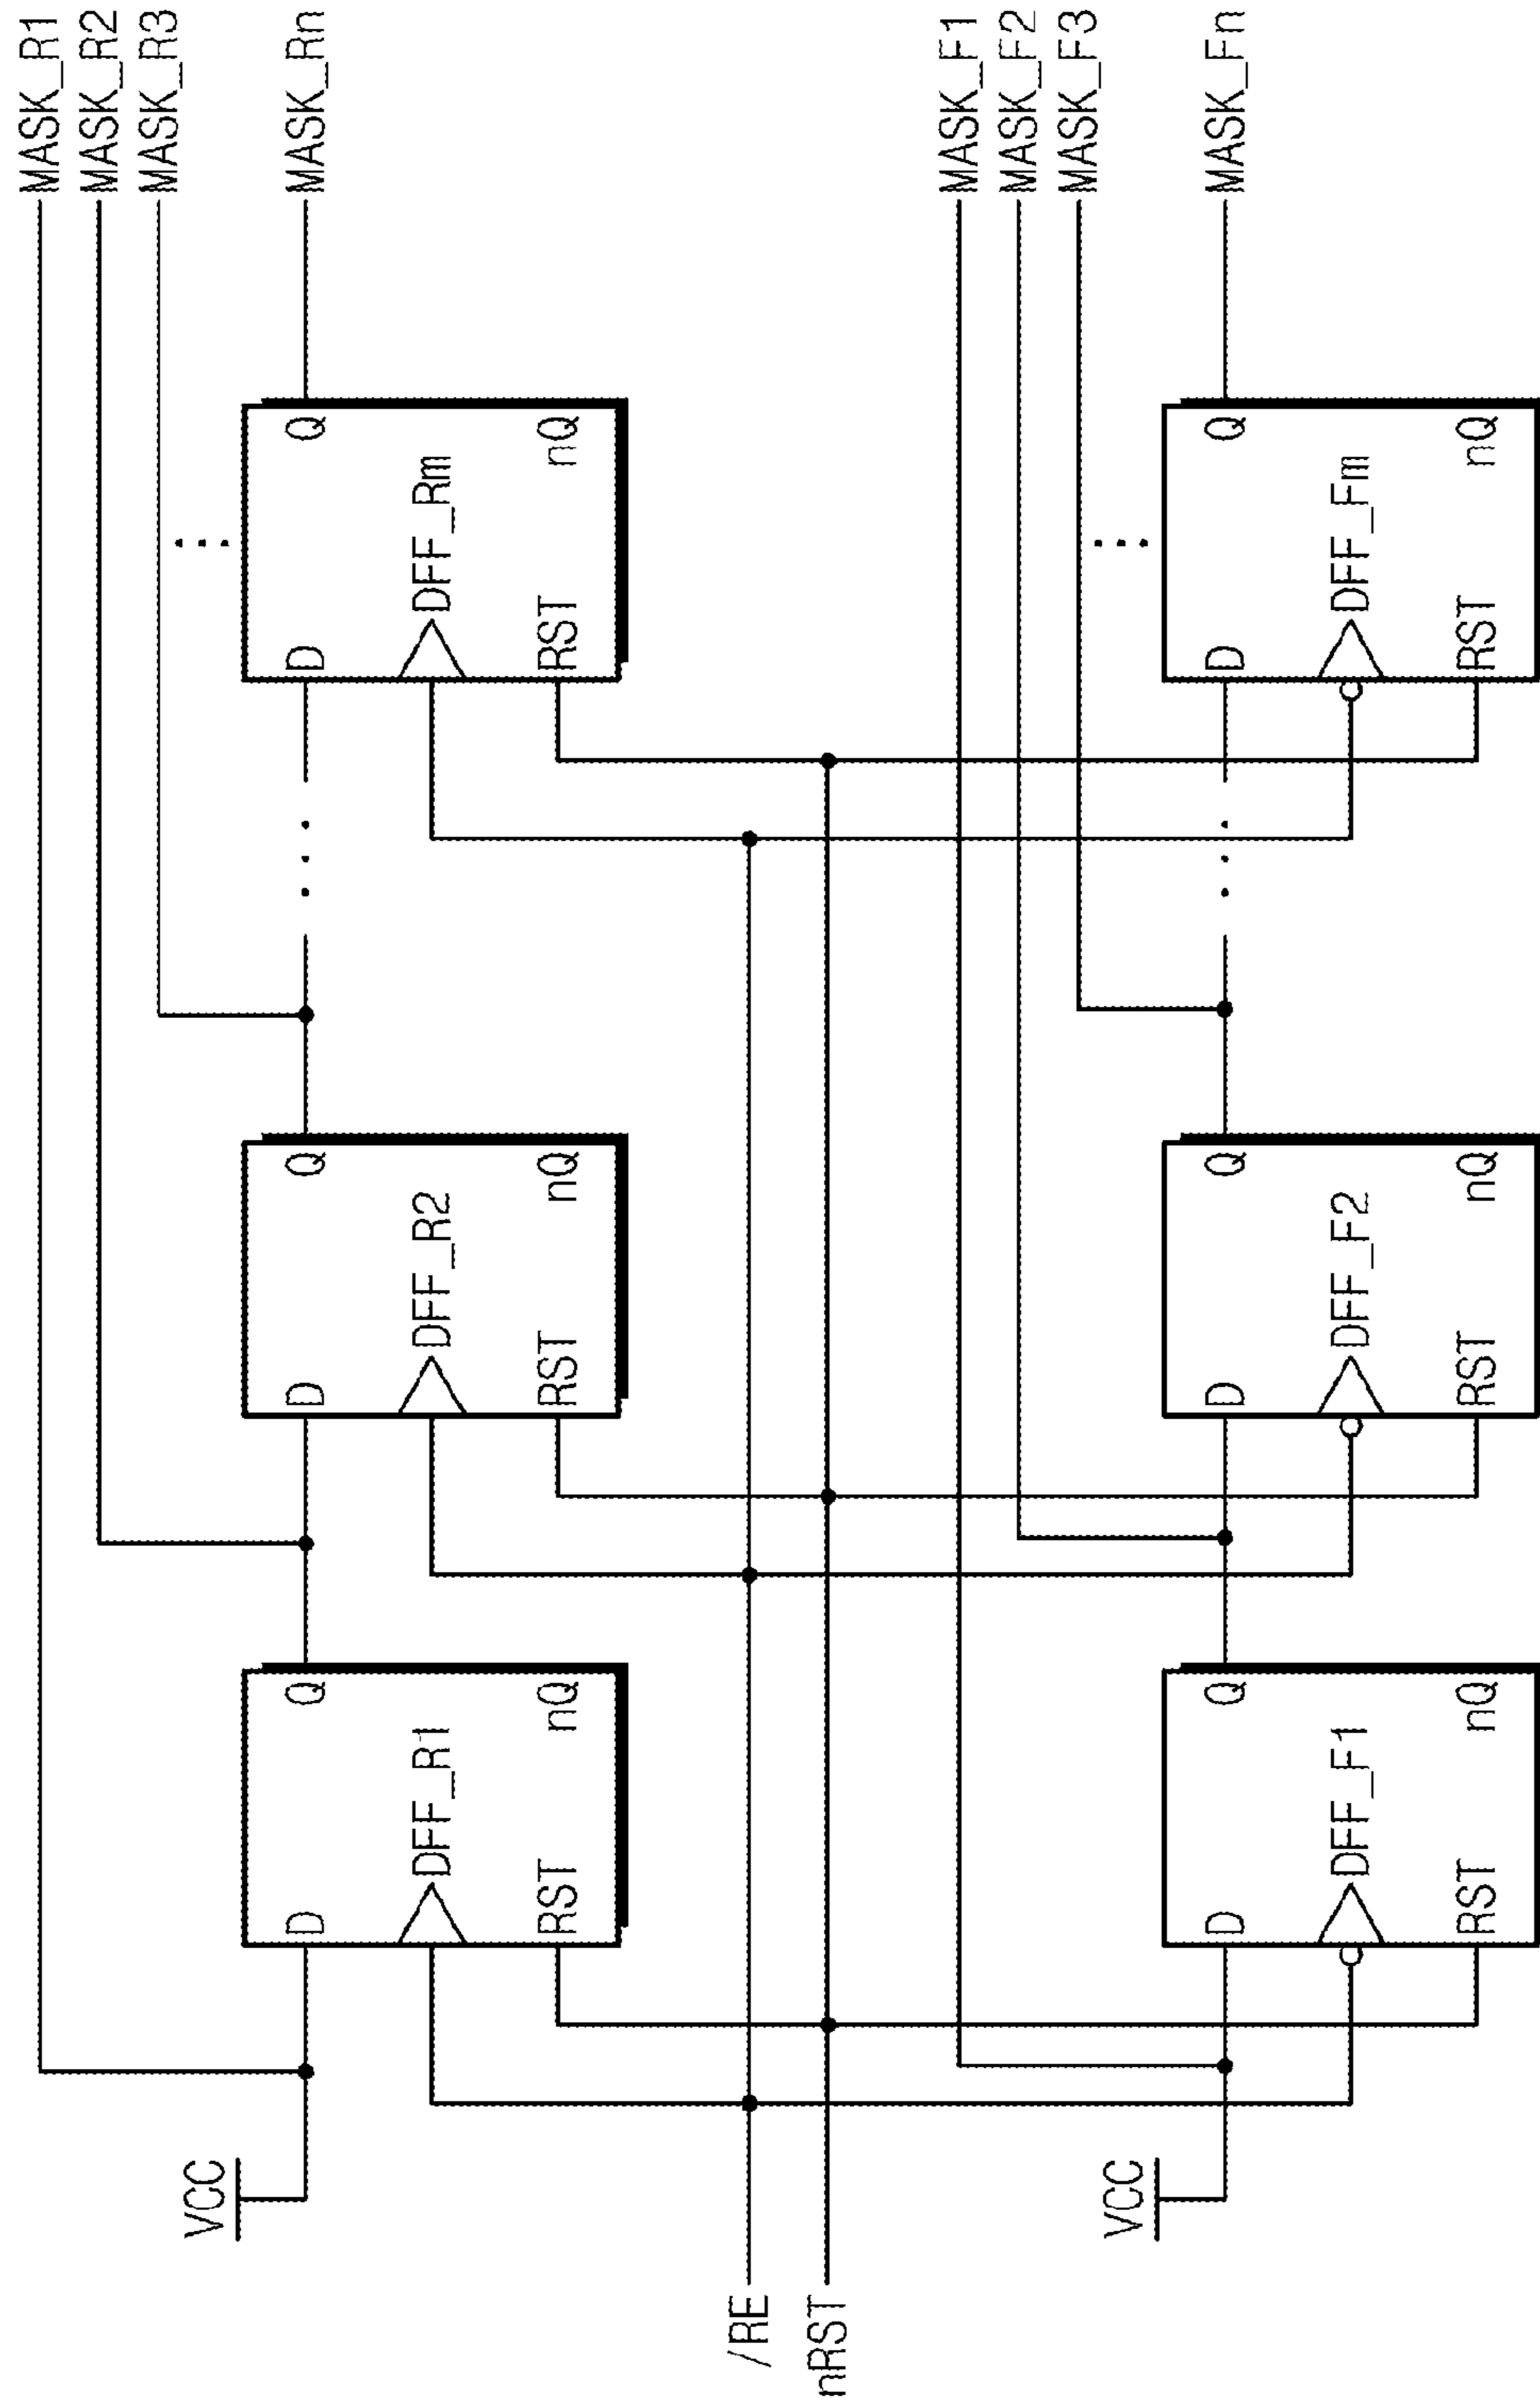 MASK_R1
MASK_R2
MASK_R3
MASK_Rn
VCC
D
Q
DFF_R1
RST
nQ
D
Q
DFF_R2
RST
nQ
D
Q
DFF_Rm
RST
nQ
/RE
nRST
MASK_F1
MASK_F2
MASK_F3
MASK_Fn
VCC
D
Q
DFF_F1
RST
nQ
D
Q
DFF_F2
RST
nQ
D
Q
DFF_Fm
RST
nQ